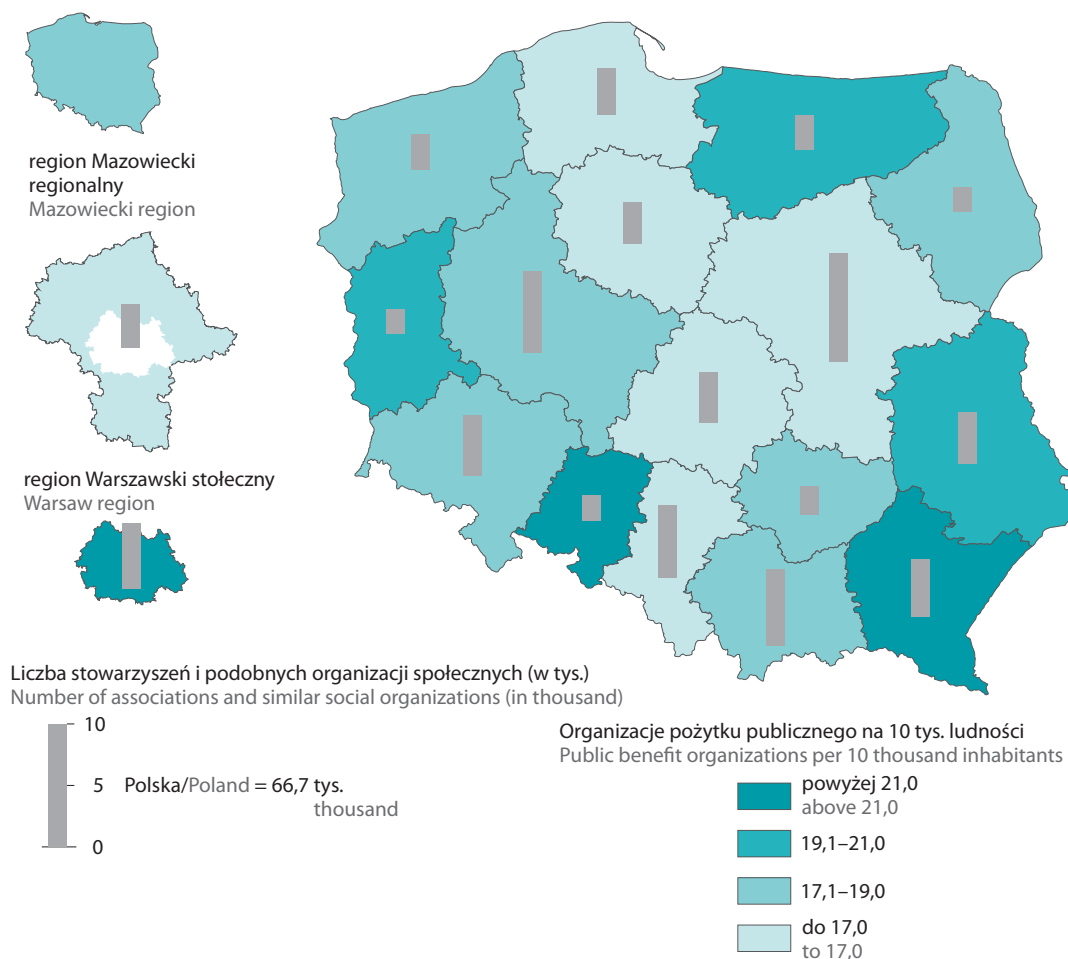 region Mazowiecki
regionalny
Mazowiecki region
region Warszawski stołeczny
Warsaw region
Liczba stowarzyszeń i podobnych organizacji społecznych (w tys.)
Number of associations and similar social organizations (in thousand)
10
5
0
Polska/Poland = 66,7 tys.
thousand
Organizacje pożytku publicznego na 10 tys. ludności
Public benefit organizations per 10 thousand inhabitants
powyżej 21,0
above 21,0
19,1–21,0
17,1–19,0
do 17,0
to 17,0